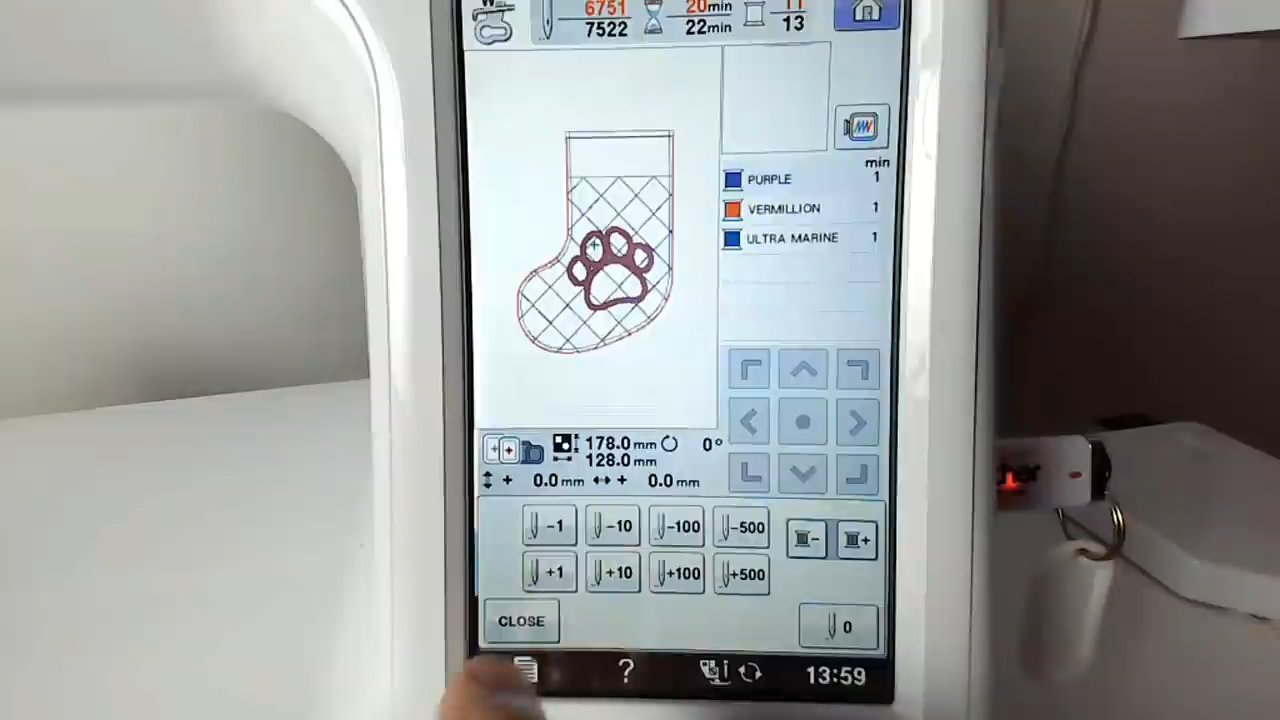 W
6751
7522
20min
22min
11
13
min
PURPLE 1
VERMILLION 1
ULTRA MARINE 1
178.0 mm 0°
128.0 mm
+ 0.0 mm + 0.0 mm
-1 -10 -100 -500
+1 +10 +100 +500
- +
CLOSE
0
? i 13:59